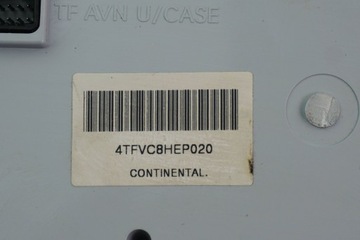 TF AVN U/CASE
4TFVC8HEP020
CONTINENTAL.